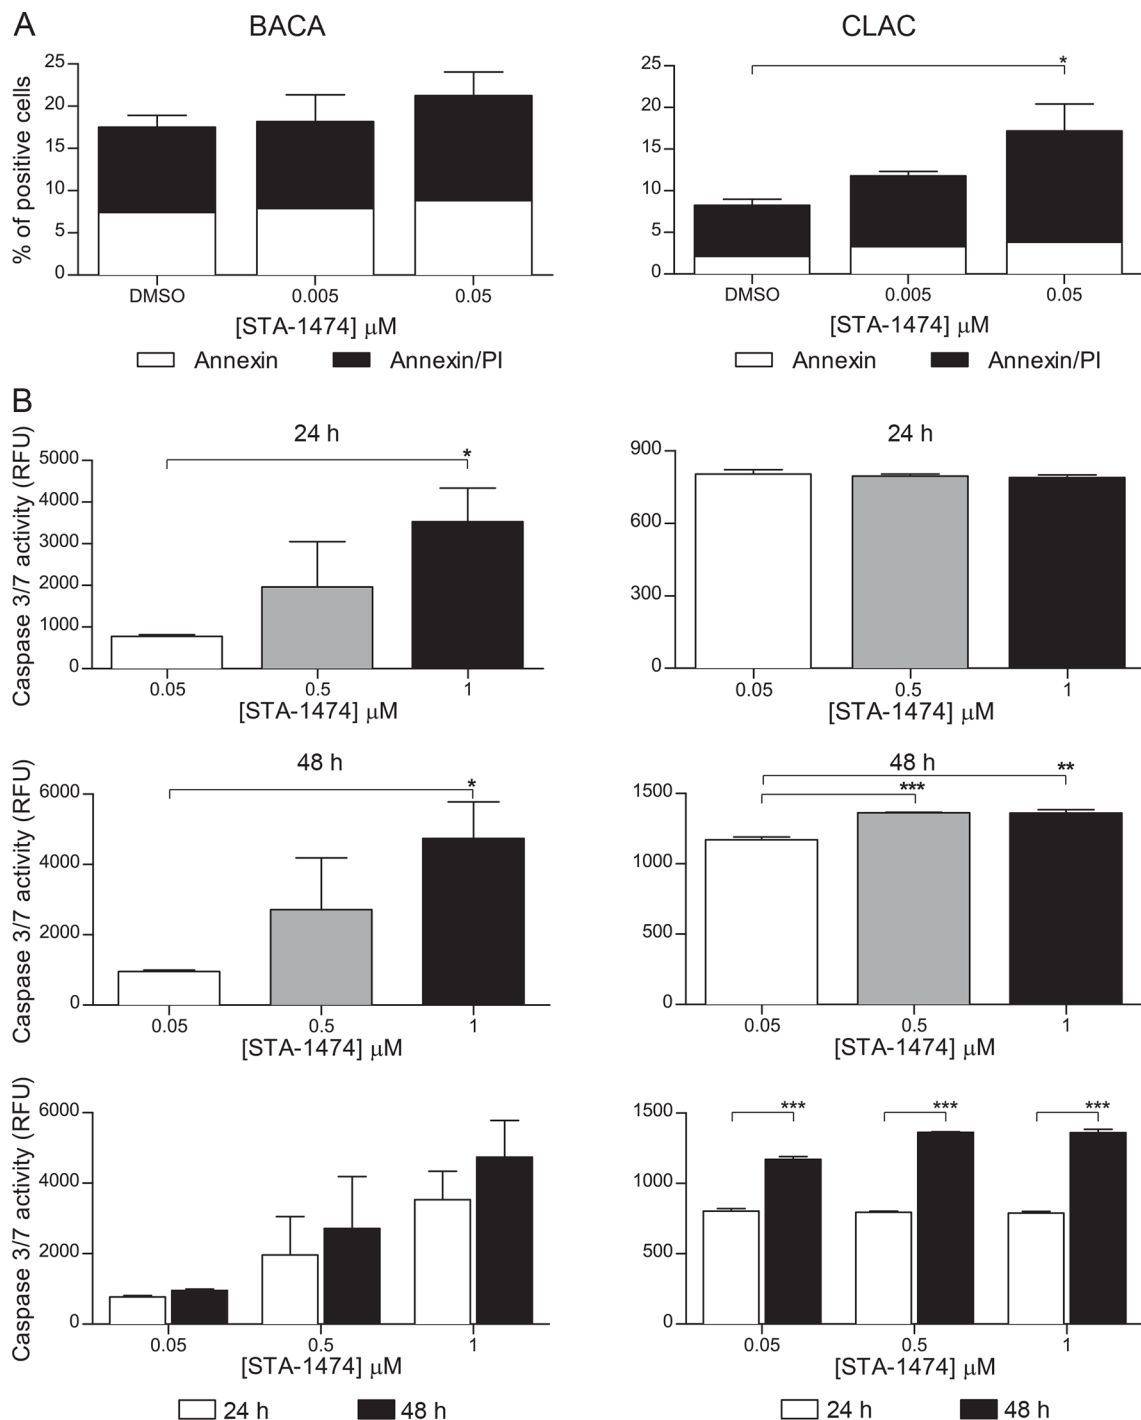 A
BACA
CLAC
% of positive cells
25
20
15
10
5
0
DMSO
0.005
0.05
[STA-1474] μM
Annexin
Annexin/PI
25
*
20
15
10
5
0
DMSO
0.005
0.05
[STA-1474] μM
Annexin
Annexin/PI
B
24 h
Caspase 3/7 activity (RFU)
5000
*
4000
3000
2000
1000
0
0.05
0.5
1
[STA-1474] μM
24 h
900
600
300
0
0.05
0.5
1
[STA-1474] μM
48 h
Caspase 3/7 activity (RFU)
6000
*
4000
2000
0
0.05
0.5
1
[STA-1474] μM
48 h
**
***
1500
1000
500
0
0.05
0.5
1
[STA-1474] μM
Caspase 3/7 activity (RFU)
6000
4000
2000
0
0.05
0.5
1
[STA-1474] μM
24 h
48 h
***
***
***
1500
1000
500
0
0.05
0.5
1
[STA-1474] μM
24 h
48 h